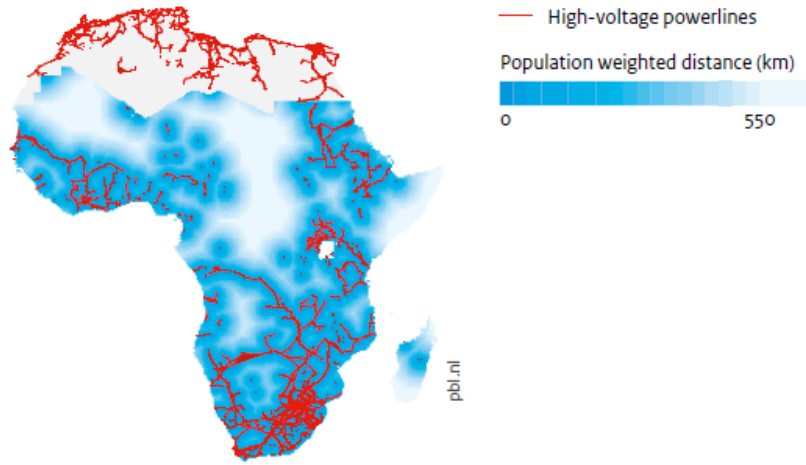 High-voltage powerlines
Population weighted distance (km)
0 550
pbl.nl